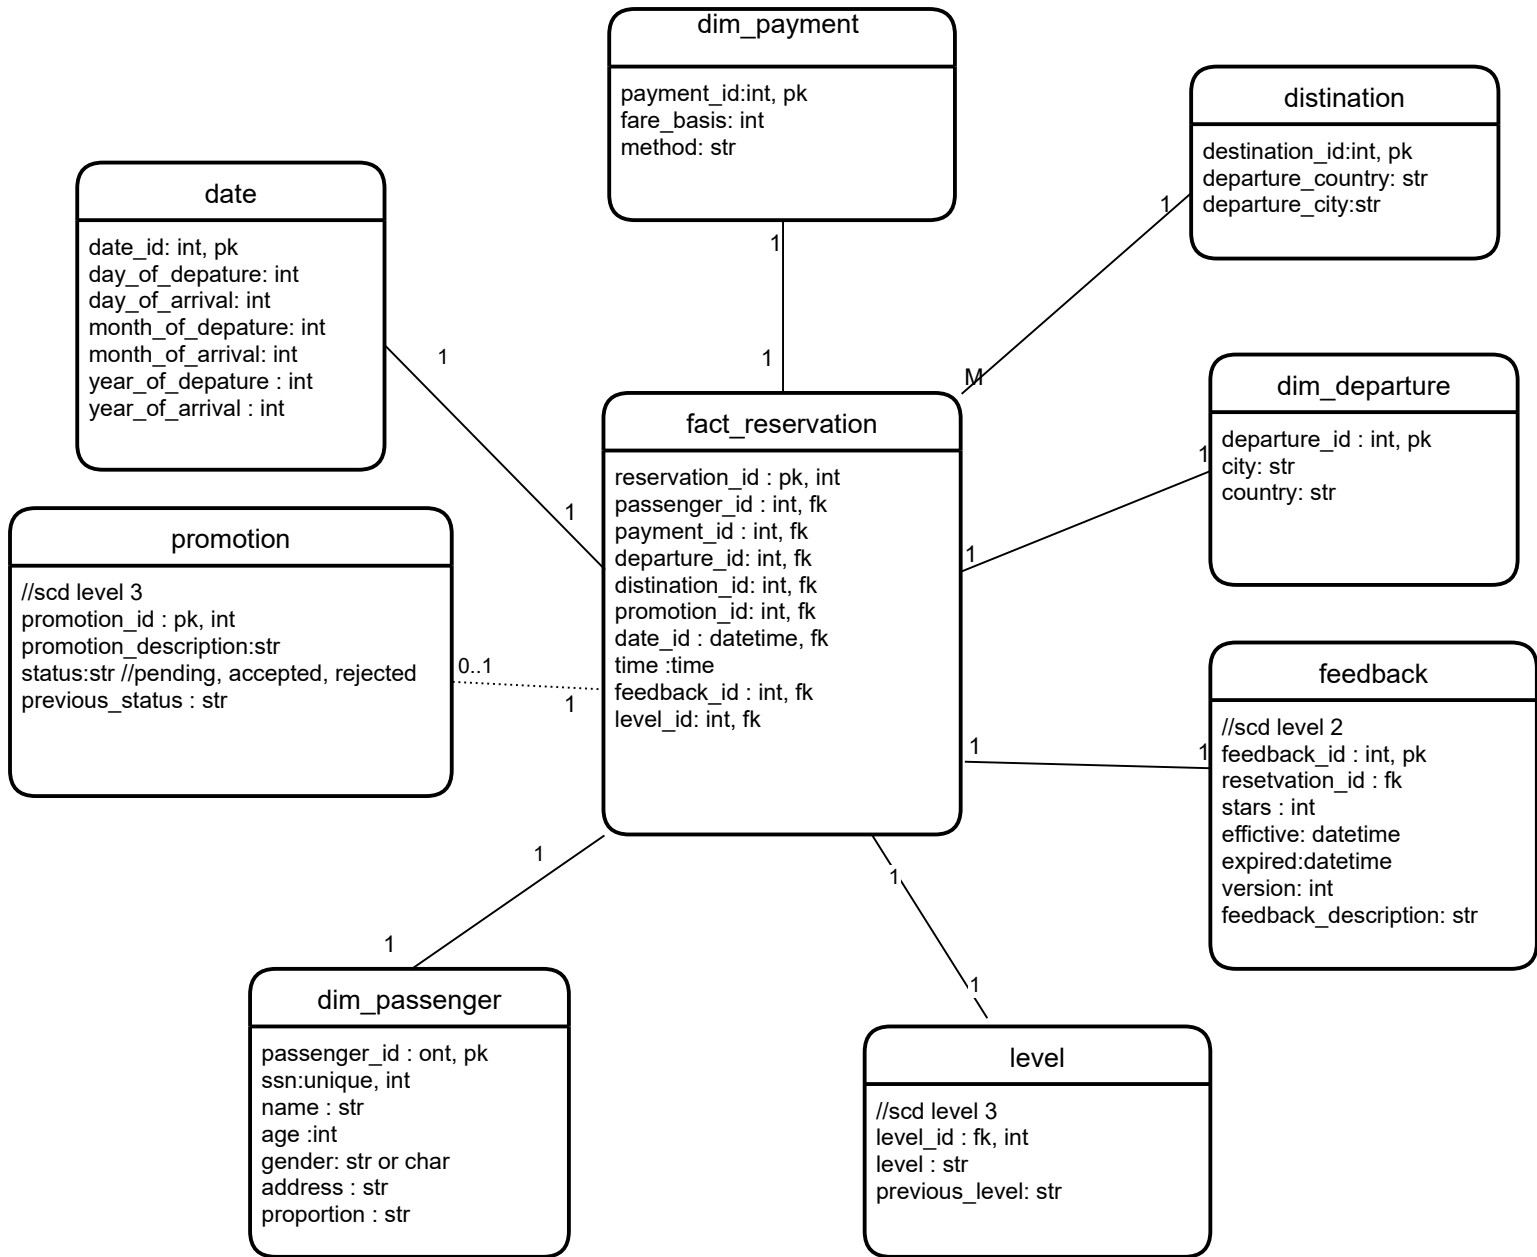 dim_payment
payment_id:int, pk
fare_basis: int
method: str
distination
destination_id:int, pk
departure_country: str
departure_city:str
date
date_id: int, pk
day_of_depature: int
day_of_arrival: int
month_of_depature: int
month_of_arrival: int
year_of_depature : int
year_of_arrival : int
1
1
1
1
1
M
dim_departure
departure_id : int, pk
city: str
country: str
1
1
fact_reservation
reservation_id : pk, int
passenger_id : int, fk
payment_id : int, fk
departure_id: int, fk
distination_id: int, fk
promotion_id: int, fk
date_id : datetime, fk
time :time
feedback_id : int, fk
level_id: int, fk
promotion
//scd level 3
promotion_id : pk, int
promotion_description:str
status:str //pending, accepted, rejected
previous_status : str
0..1
1
feedback
//scd level 2
feedback_id : int, pk
resetvation_id : fk
stars : int
effictive: datetime
expired:datetime
version: int
feedback_description: str
1
1
1
1
1
1
dim_passenger
passenger_id : ont, pk
ssn:unique, int
name : str
age :int
gender: str or char
address : str
proportion : str
level
//scd level 3
level_id : fk, int
level : str
previous_level: str